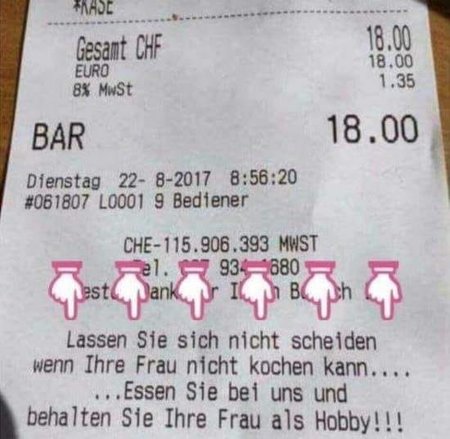 *KÄSE
Gesamt CHF 18.00
EURO 18.00
8% MwSt 1.35
BAR 18.00
Dienstag 22- 8-2017 8:56:20
#061807 L0001 9 Bediener
CHE-115.906.393 MWST
Lassen Sie sich nicht scheiden
wenn Ihre Frau nicht kochen kann....
...Essen Sie bei uns und
behalten Sie Ihre Frau als Hobby!!!